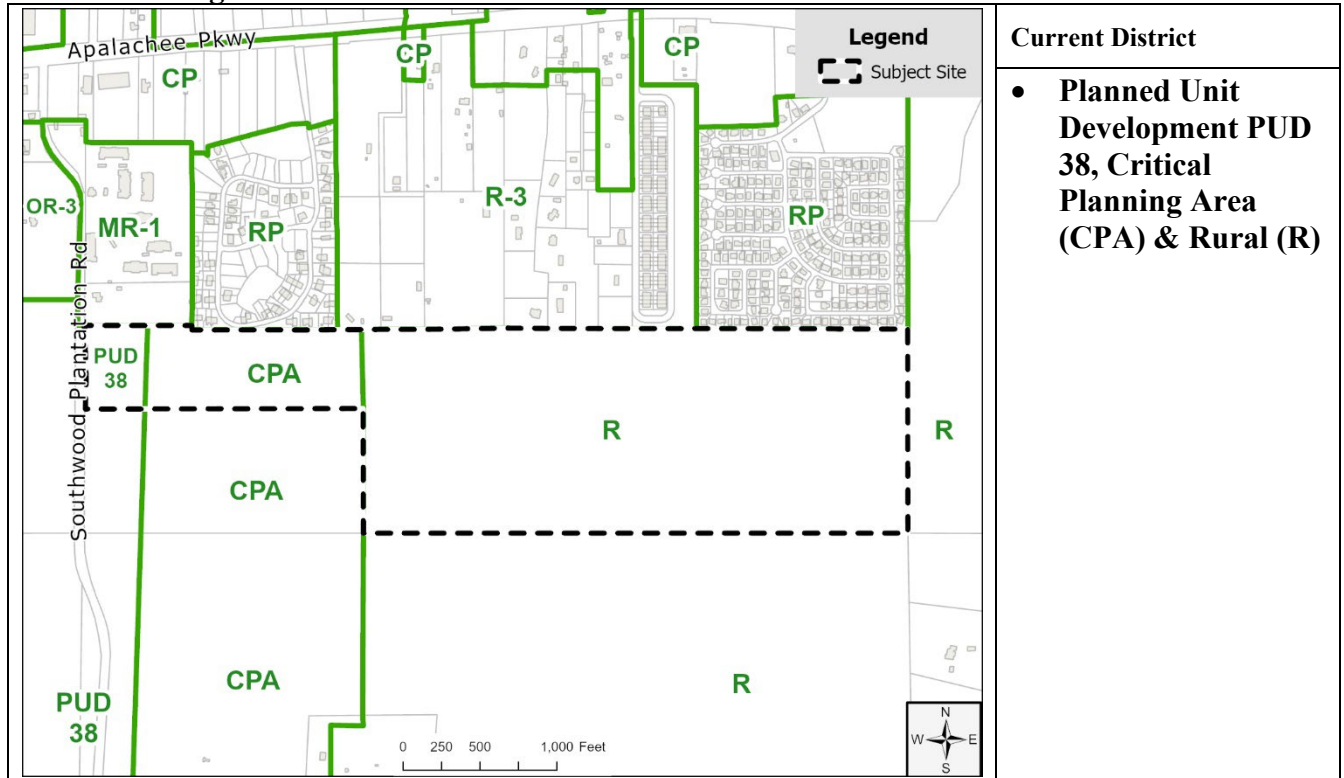 Apalachee Pkwy
CP
CP
CP
Legend
Subject Site
OR-3
MR-1
RP
R-3
RP
Southwood Plantation Rd
PUD
38
CPA
R
R
CPA
PUD
38
CPA
R
0 250 500 1,000 Feet
N
W E
S
Current District
• Planned Unit
Development PUD
38, Critical
Planning Area
(CPA) & Rural (R)